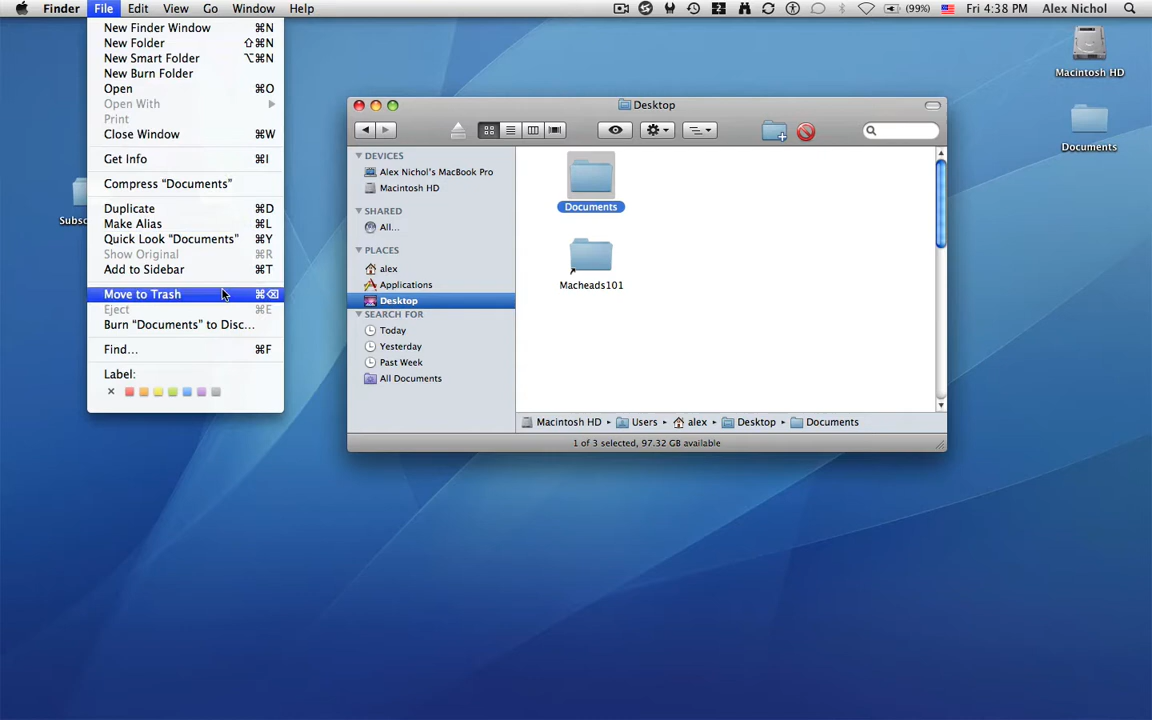 Finder File Edit View Go Window Help (99%) Fri 4:38 PM Alex Nichol
New Finder Window ⌘N
New Folder ⇧⌘N
New Smart Folder ⌥⌘N
New Burn Folder
Open ⌘O
Open With
Print
Close Window ⌘W
Get Info ⌘I
Compress “Documents”
Duplicate ⌘D
Make Alias ⌘L
Quick Look “Documents” ⌘Y
Show Original ⌘R
Add to Sidebar ⌘T
Move to Trash ⌘⌫
Eject ⌘E
Burn “Documents” to Disc...
Find... ⌘F
Label:
Subsc
Desktop
DEVICES
Alex Nichol's MacBook Pro
Macintosh HD
SHARED
All...
PLACES
alex
Applications
Desktop
SEARCH FOR
Today
Yesterday
Past Week
All Documents
Documents
Macheads101
Macintosh HD Users alex Desktop Documents
1 of 3 selected, 97.32 GB available
Macintosh HD
Documents